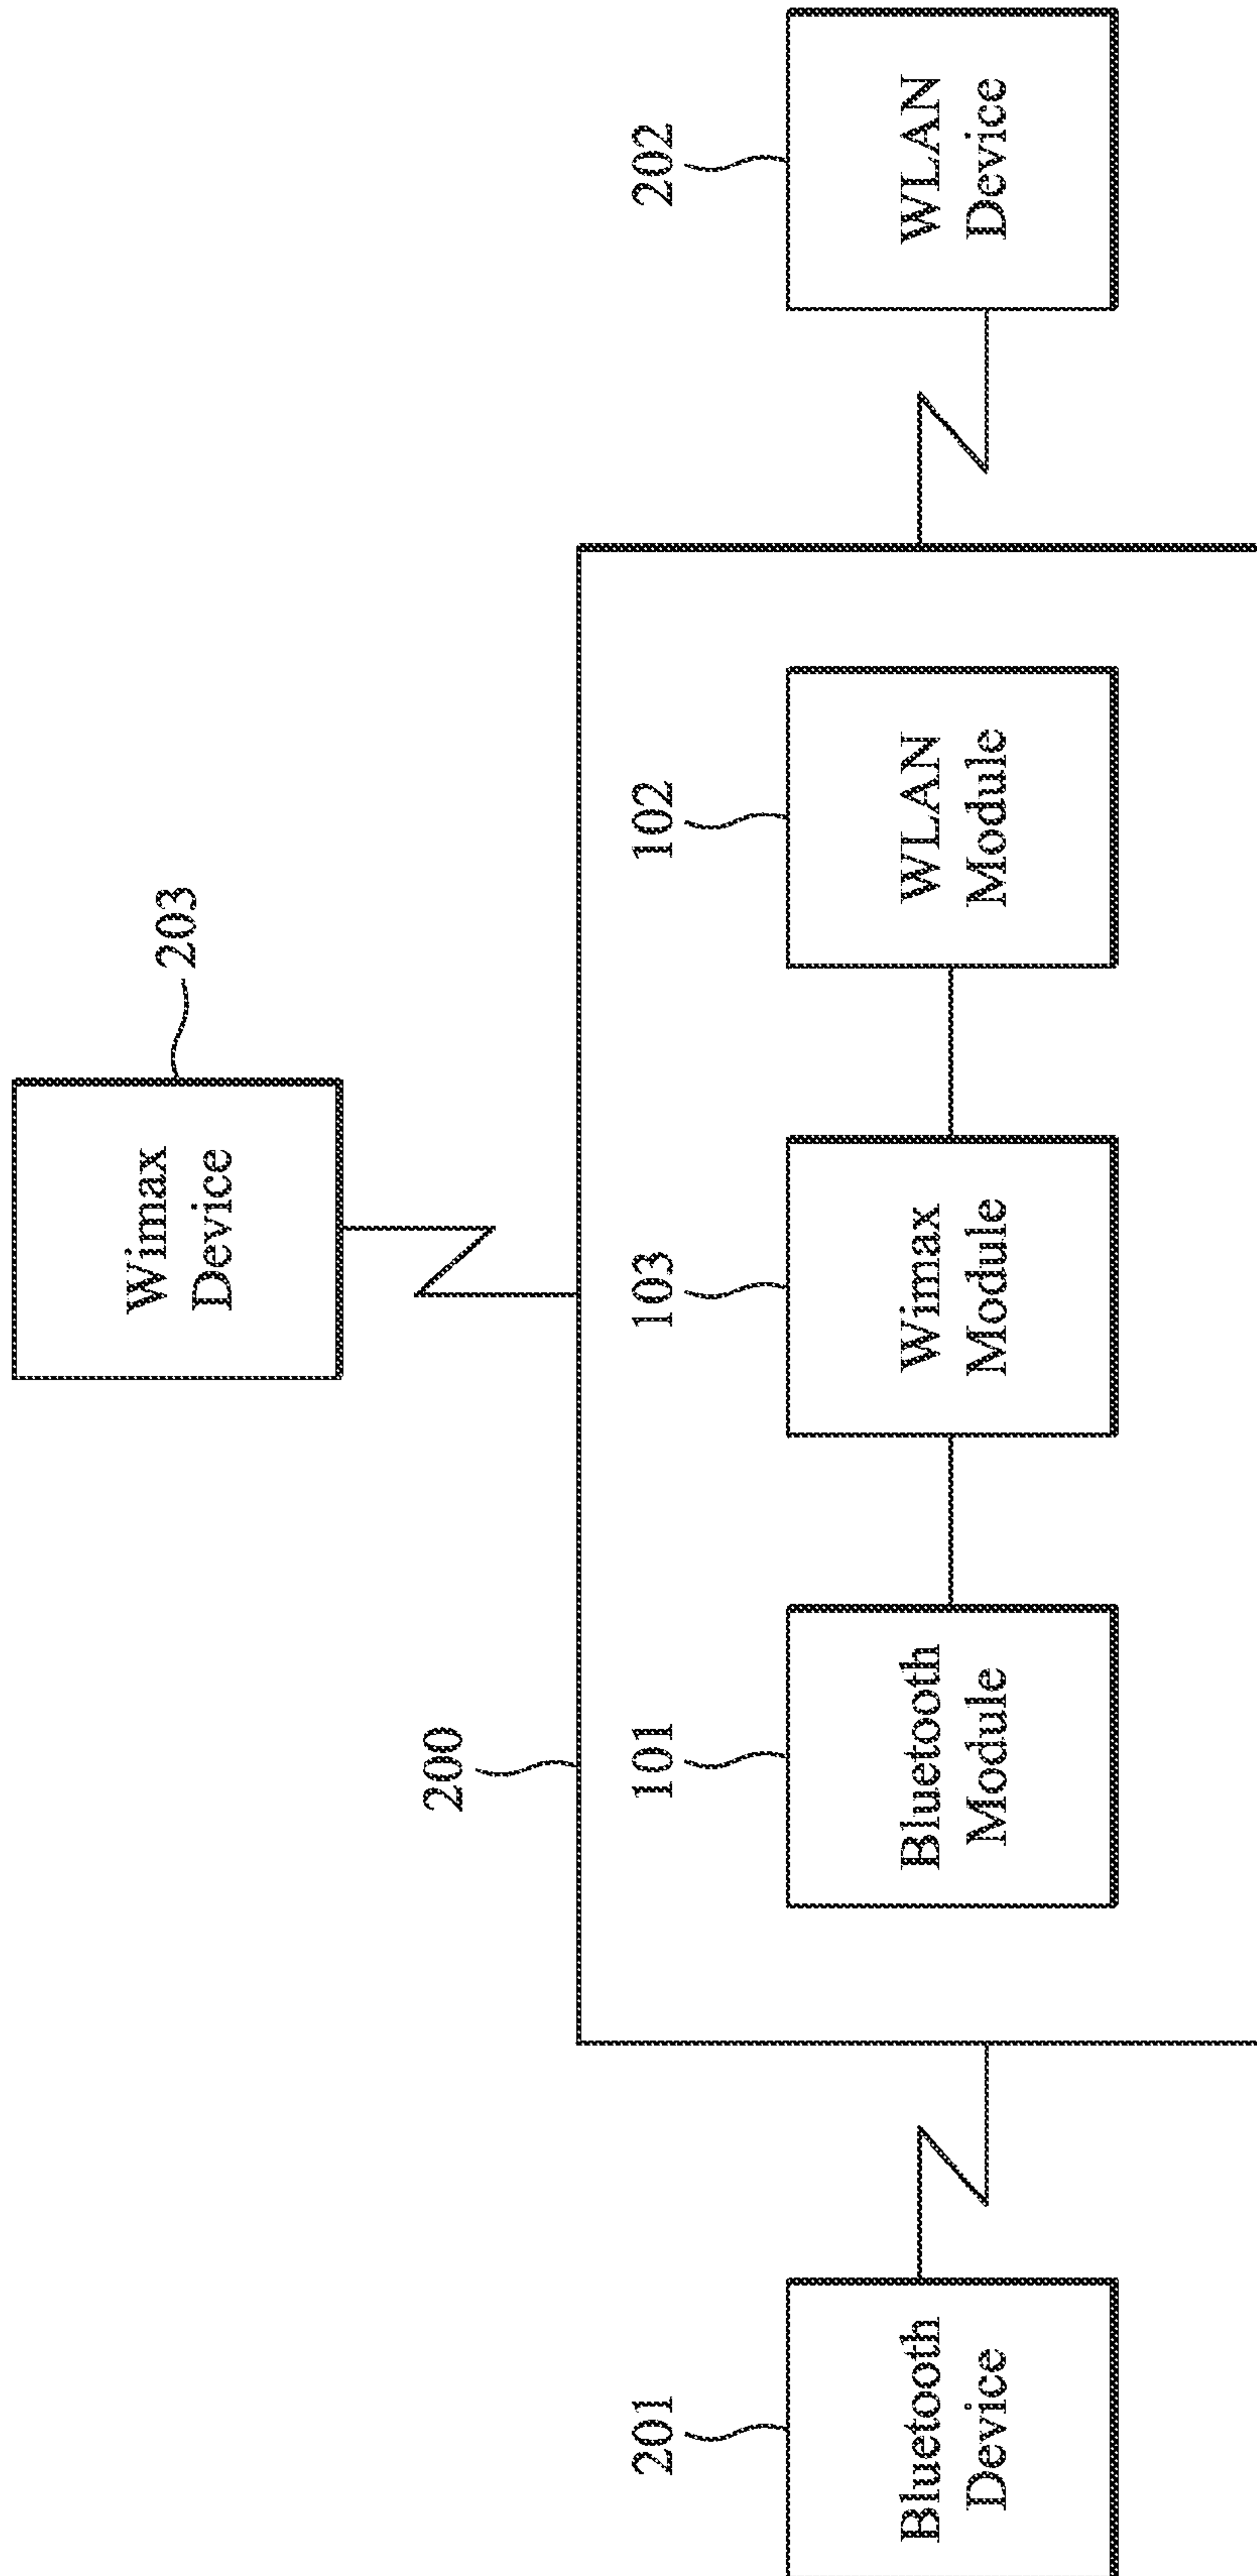 203
Wimax
Device
200
201
Bluetooth
Device
101
Bluetooth
Module
103
Wimax
Module
102
WLAN
Module
202
WLAN
Device